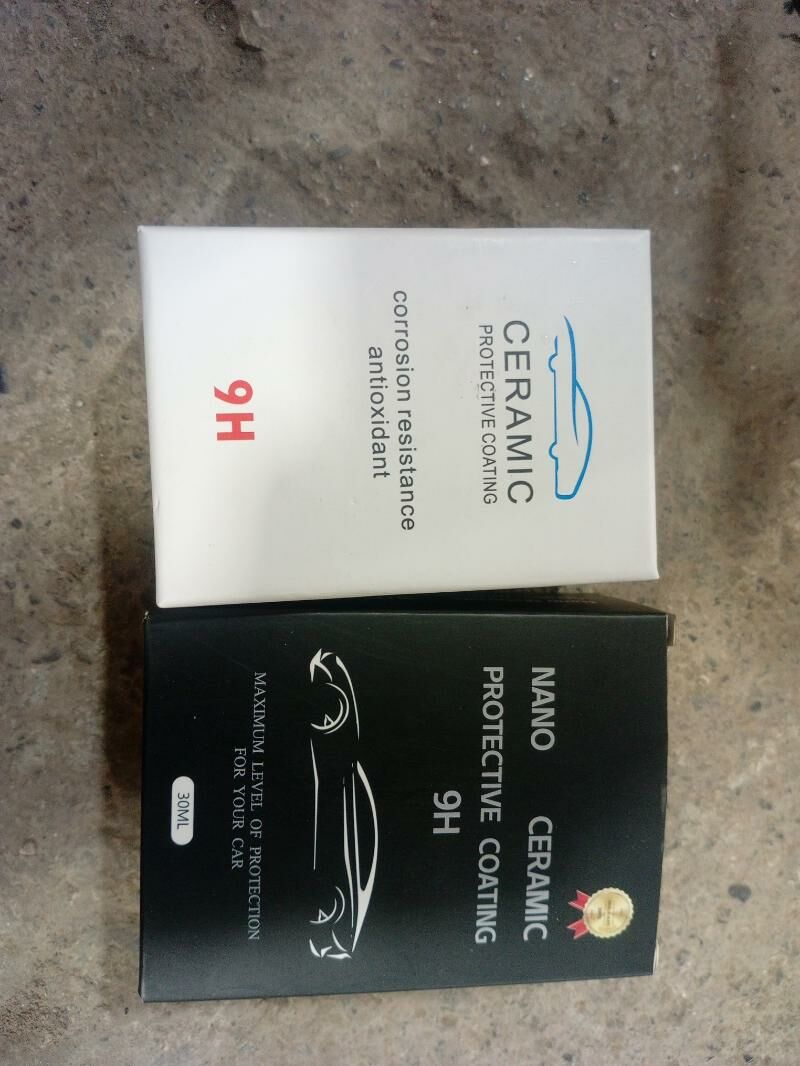 CERAMIC
PROTECTIVE COATING
corrosion resistance
antioxidant
9H
NANO CERAMIC
PROTECTIVE COATING
9H
MAXIMUM LEVEL OF PROTECTION
FOR YOUR CAR
30ML